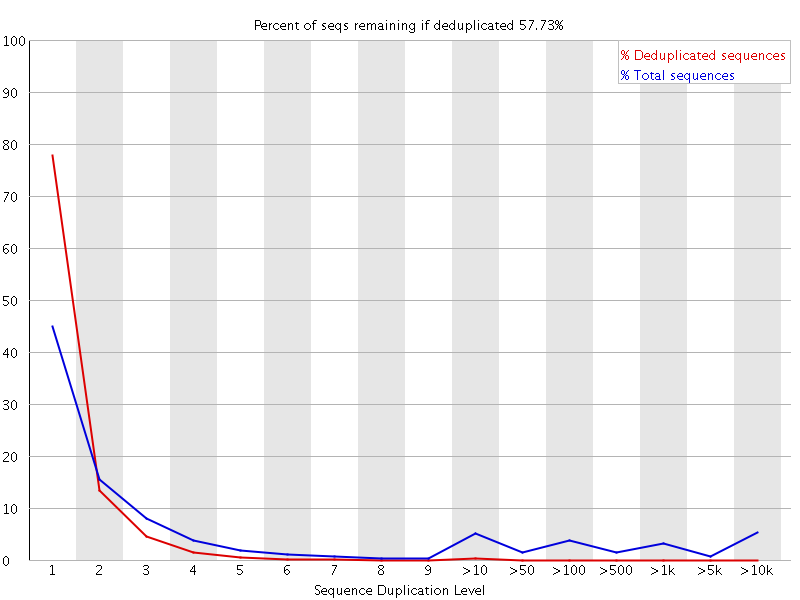 Percent of seqs remaining if deduplicated 57.73%
% Deduplicated sequences
% Total sequences
100
90
80
70
60
50
40
30
20
10
0
1 2 3 4 5 6 7 8 9 >10 >50 >100 >500 >1k >5k >10k
Sequence Duplication Level